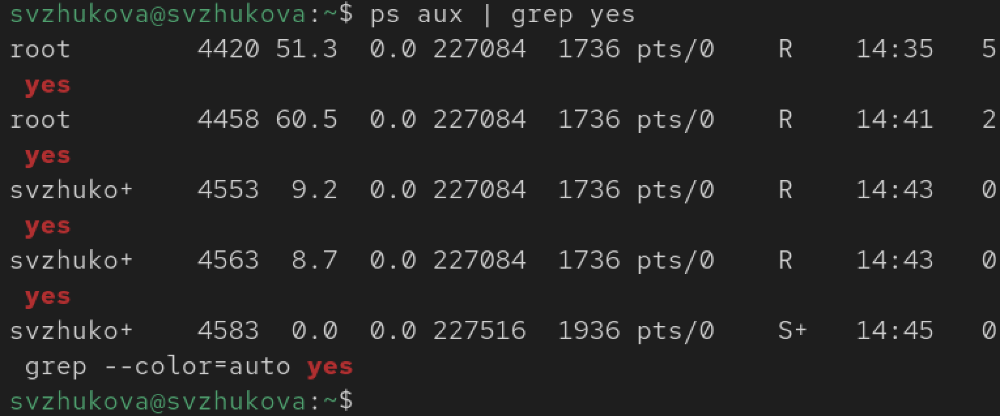 svzhukova@svzhukova:~$ ps aux | grep yes
root        4420 51.3  0.0 227084  1736 pts/0    R    14:35   5
 yes
root        4458 60.5  0.0 227084  1736 pts/0    R    14:41   2
 yes
svzhuko+    4553  9.2  0.0 227084  1736 pts/0    R    14:43   0
 yes
svzhuko+    4563  8.7  0.0 227084  1736 pts/0    R    14:43   0
 yes
svzhuko+    4583  0.0  0.0 227516  1936 pts/0    S+   14:45   0
 grep --color=auto yes
svzhukova@svzhukova:~$